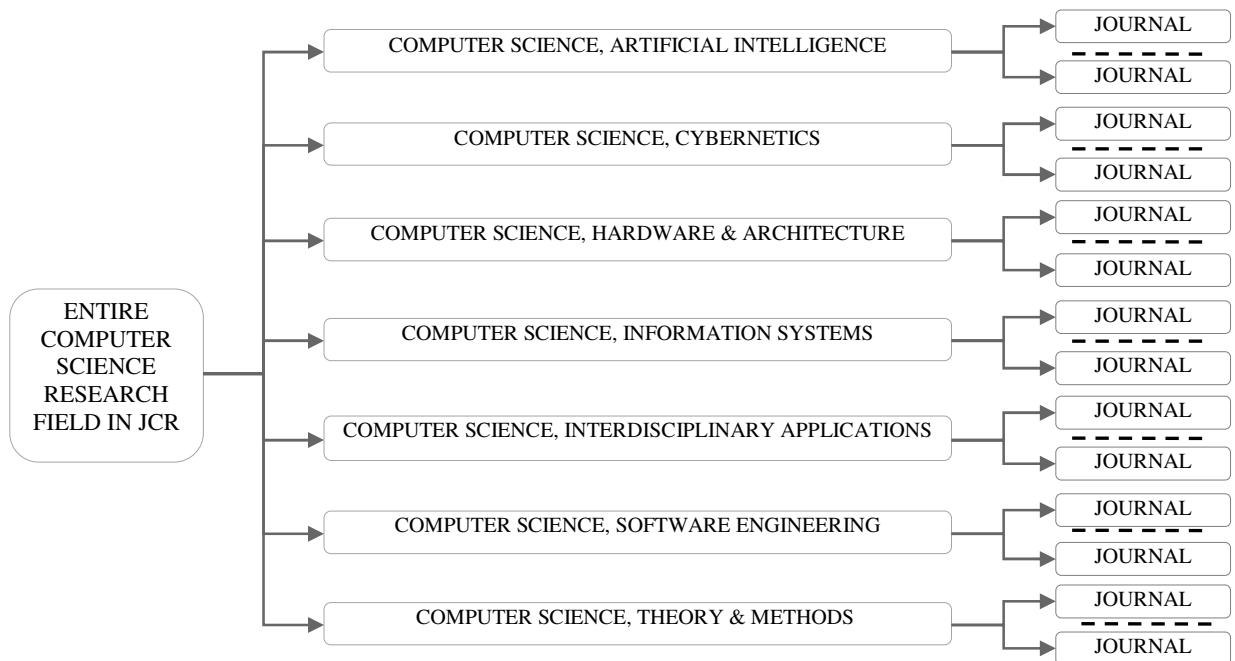 ENTIRE
COMPUTER
SCIENCE
RESEARCH
FIELD IN JCR
COMPUTER SCIENCE, ARTIFICIAL INTELLIGENCE
JOURNAL
JOURNAL
COMPUTER SCIENCE, CYBERNETICS
JOURNAL
JOURNAL
COMPUTER SCIENCE, HARDWARE & ARCHITECTURE
JOURNAL
JOURNAL
COMPUTER SCIENCE, INFORMATION SYSTEMS
JOURNAL
JOURNAL
COMPUTER SCIENCE, INTERDISCIPLINARY APPLICATIONS
JOURNAL
JOURNAL
COMPUTER SCIENCE, SOFTWARE ENGINEERING
JOURNAL
JOURNAL
COMPUTER SCIENCE, THEORY & METHODS
JOURNAL
JOURNAL